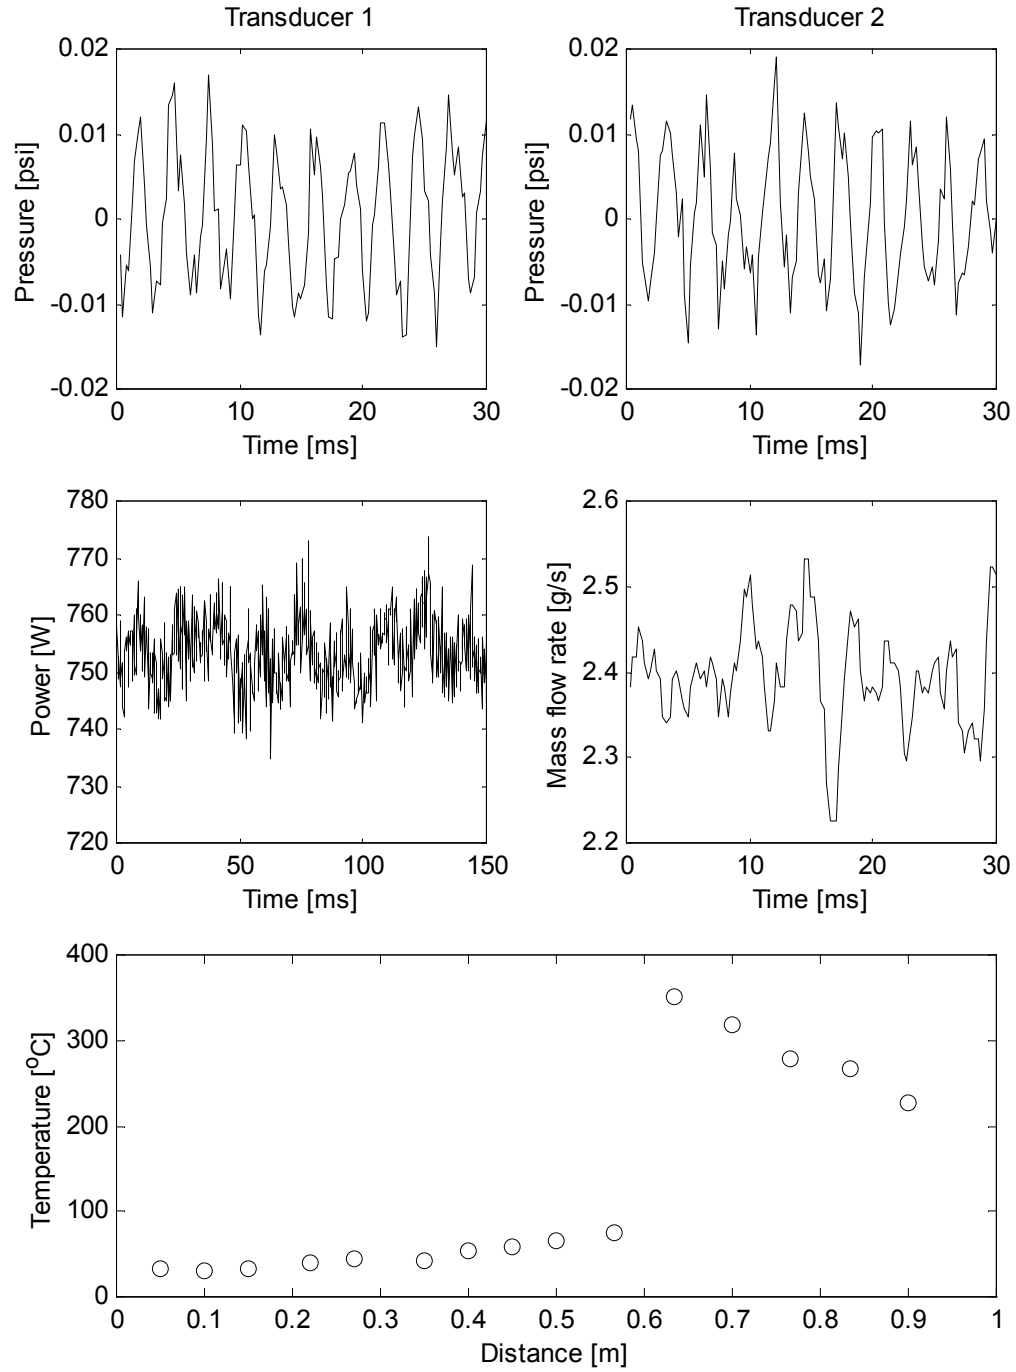 Transducer 1
Transducer 2
0.02
0.01
0
-0.01
-0.02
Pressure [psi]
0 10 20 30
Time [ms]
0.02
0.01
0
-0.01
-0.02
Pressure [psi]
0 10 20 30
Time [ms]
780
770
760
750
740
730
720
Power [W]
0 50 100 150
Time [ms]
2.6
2.5
2.4
2.3
2.2
Mass flow rate [g/s]
0 10 20 30
Time [ms]
400
300
200
100
0
Temperature [°C]
0 0.1 0.2 0.3 0.4 0.5 0.6 0.7 0.8 0.9 1
Distance [m]